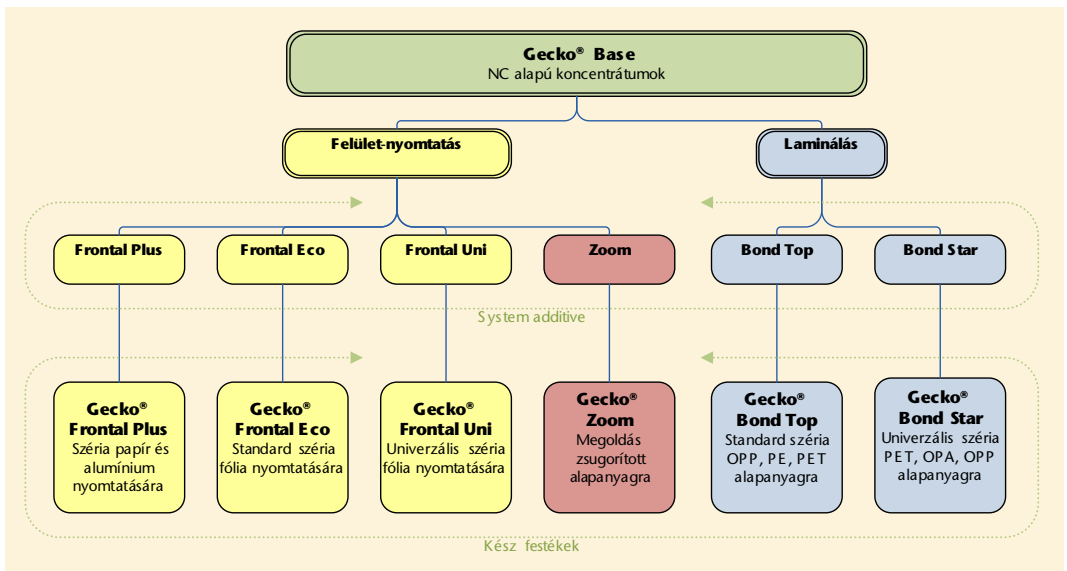 Gecko® Base
NC alapú koncentrátumok
Felület-nyomtatás
Laminálás
Frontal Plus
Frontal Eco
Frontal Uni
Zoom
Bond Top
Bond Star
System additive
Gecko®
Frontal Plus
Széria papír és
alumínium
nyomtatására
Gecko®
Frontal Eco
Standard széria
fólia nyomtatására
Gecko®
Frontal Uni
Univerzális széria
fólia nyomtatására
Gecko®
Zoom
Megoldás
zsugorított
alapanyagra
Gecko®
Bond Top
Standard széria
OPP, PE, PET
alapanyagra
Gecko®
Bond Star
Univerzális széria
PET, OPA, OPP
alapanyagra
Kész festékek